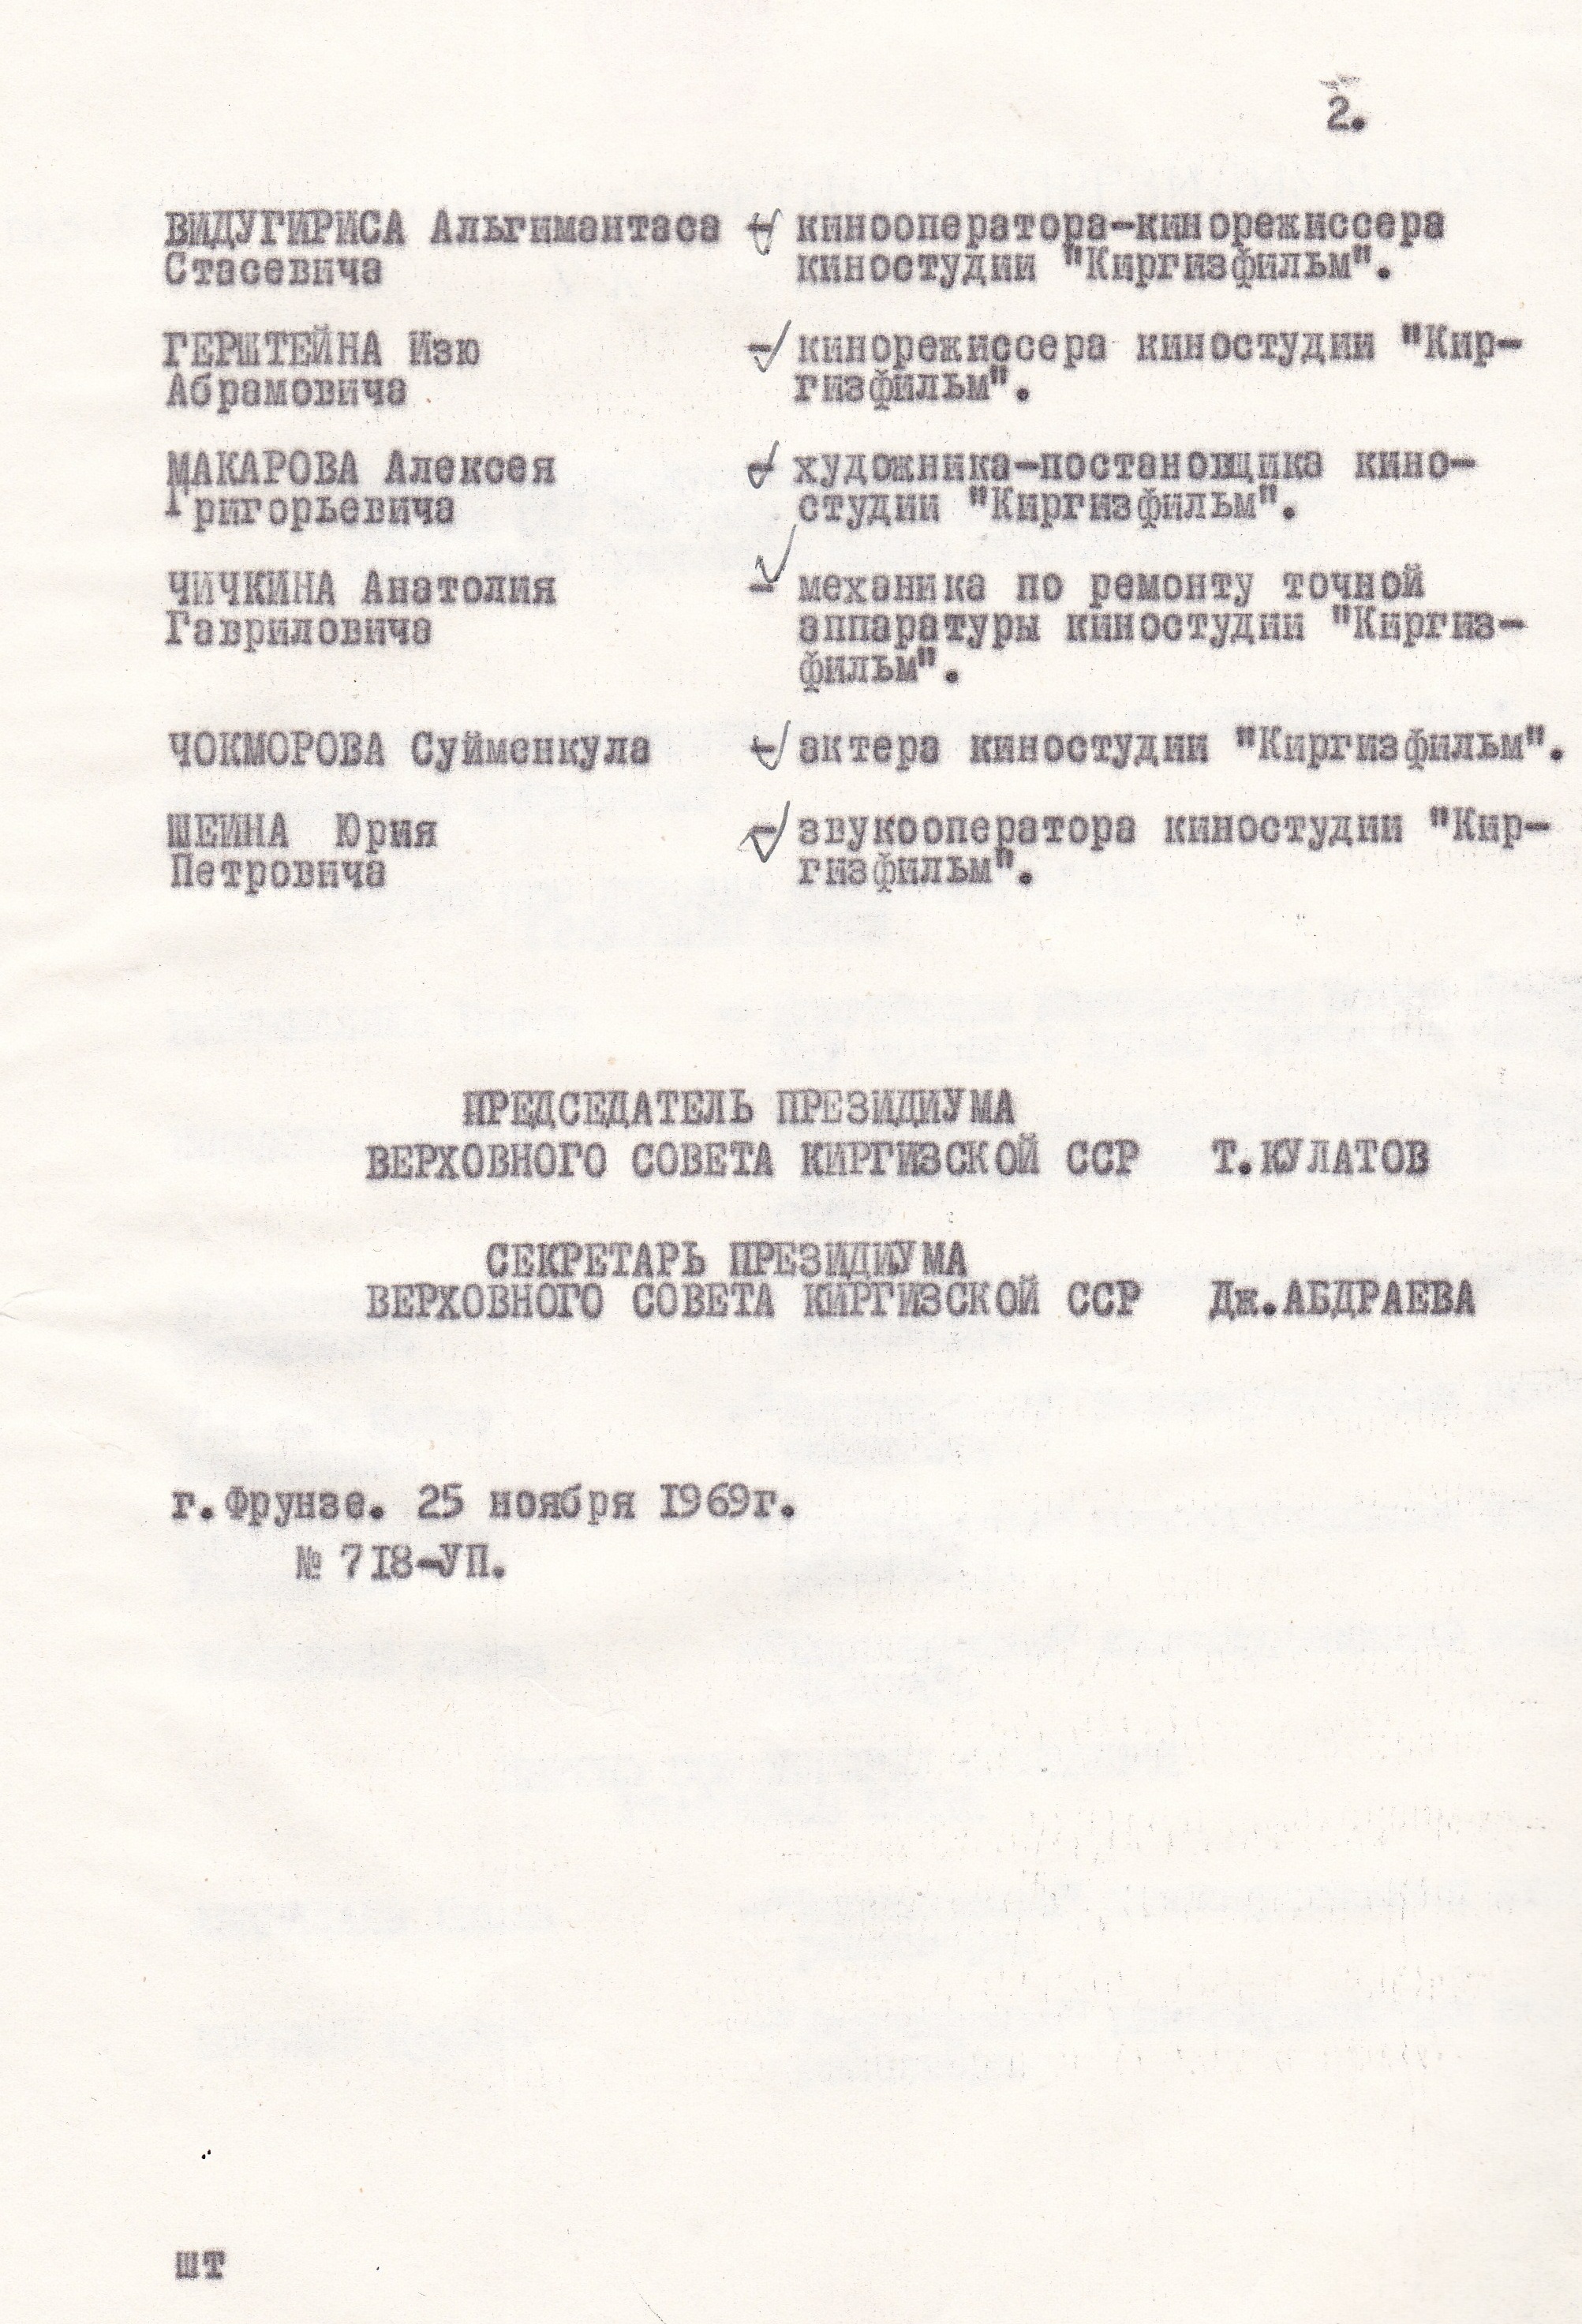 2.
ВИДУГИРИСА Альгимантаса - кинооператора-кинорежиссера
Стасевича киностудии "Киргизфильм".
ГЕРШТЕЙНА Изю - кинорежиссера киностудии "Кир-
Абрамовича гизфильм".
МАКАРОВА Алексея - художника-постановщика кино-
Григорьевича студии "Киргизфильм".
ЧИЧКИНА Анатолия - механика по ремонту точной
Гавриловича аппаратуры киностудии "Киргиз-
фильм".
ЧОКМОРОВА Суйменкула - актера киностудии "Киргизфильм".
ШЕИНА Юрия - звукооператора киностудии "Кир-
Петровича гизфильм".
ПРЕДСЕДАТЕЛЬ ПРЕЗИДИУМА
ВЕРХОВНОГО СОВЕТА КИРГИЗСКОЙ ССР Т.КУЛАТОВ
СЕКРЕТАРЬ ПРЕЗИДИУМА
ВЕРХОВНОГО СОВЕТА КИРГИЗСКОЙ ССР Дж.АБДРАЕВА
г.Фрунзе. 25 ноября I969г.
№ 7I8-УП.
шт